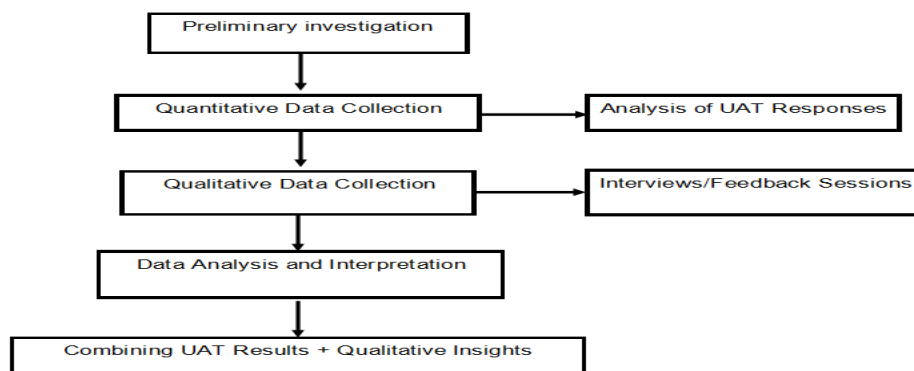 Preliminary investigation
Quantitative Data Collection
Analysis of UAT Responses
Qualitative Data Collection
Interviews/Feedback Sessions
Data Analysis and Interpretation
Combining UAT Results + Qualitative Insights